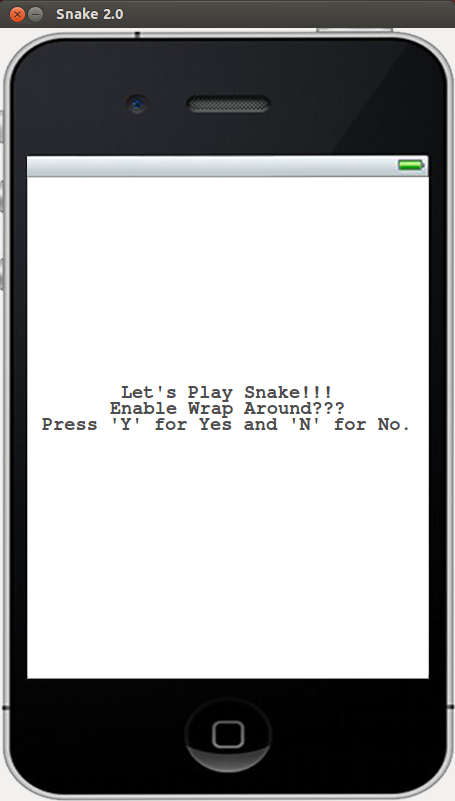 Snake 2.0
Let's Play Snake!!!
Enable Wrap Around???
Press 'Y' for Yes and 'N' for No.